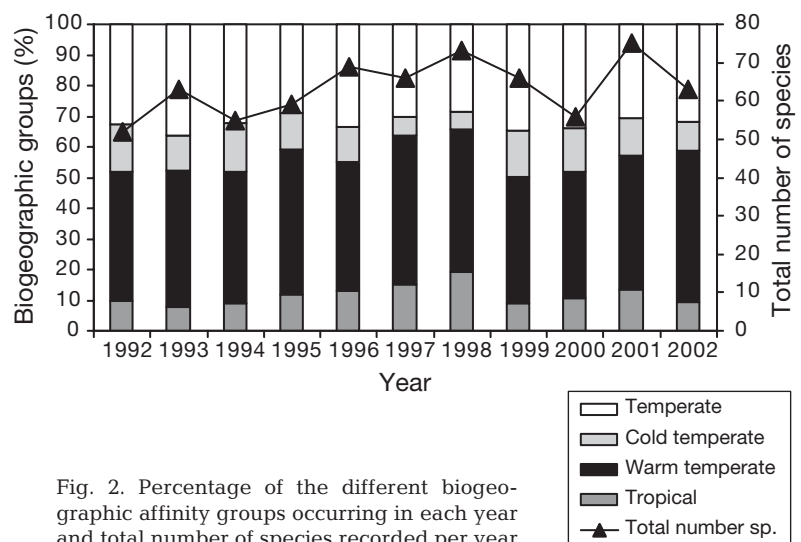 100
90
80
70
60
50
40
30
20
10
0
Biogeographic groups (%)
80
70
60
50
40
30
20
10
0
Total number of species
1992 1993 1994 1995 1996 1997 1998 1999 2000 2001 2002
Year
Temperate
Cold temperate
Warm temperate
Tropical
Total number sp.
Fig. 2. Percentage of the different biogeo-
graphic affinity groups occurring in each year
and total number of species recorded per year